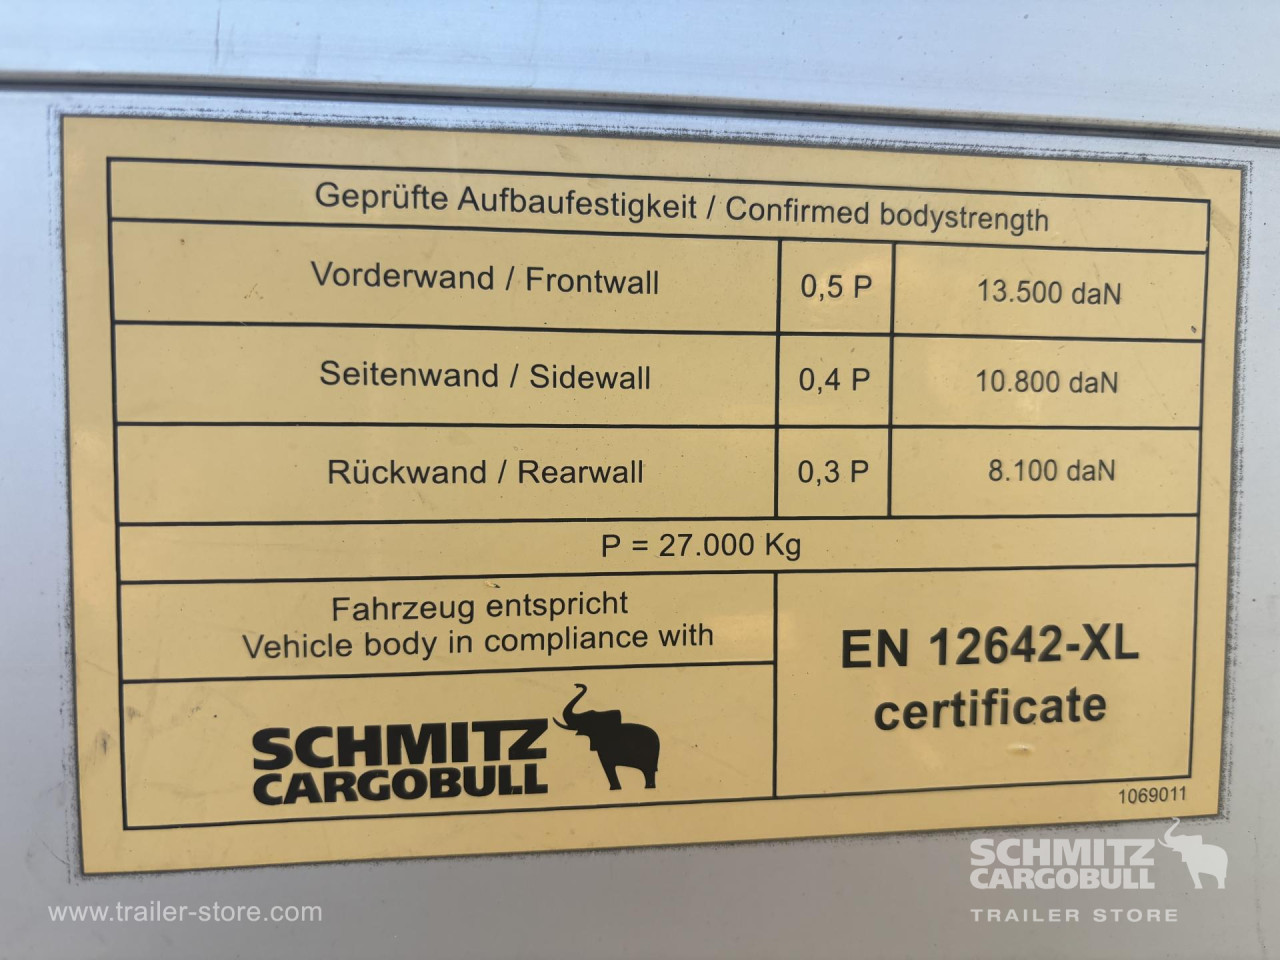 Geprüfte Aufbaufestigkeit / Confirmed bodystrength
Vorderwand / Frontwall 0,5 P 13.500 daN
Seitenwand / Sidewall 0,4 P 10.800 daN
Rückwand / Rearwall 0,3 P 8.100 daN
P = 27.000 Kg
Fahrzeug entspricht
Vehicle body in compliance with
EN 12642-XL
certificate
SCHMITZ
CARGOBULL
1069011
www.trailer-store.com
SCHMITZ
CARGOBULL
TRAILER STORE